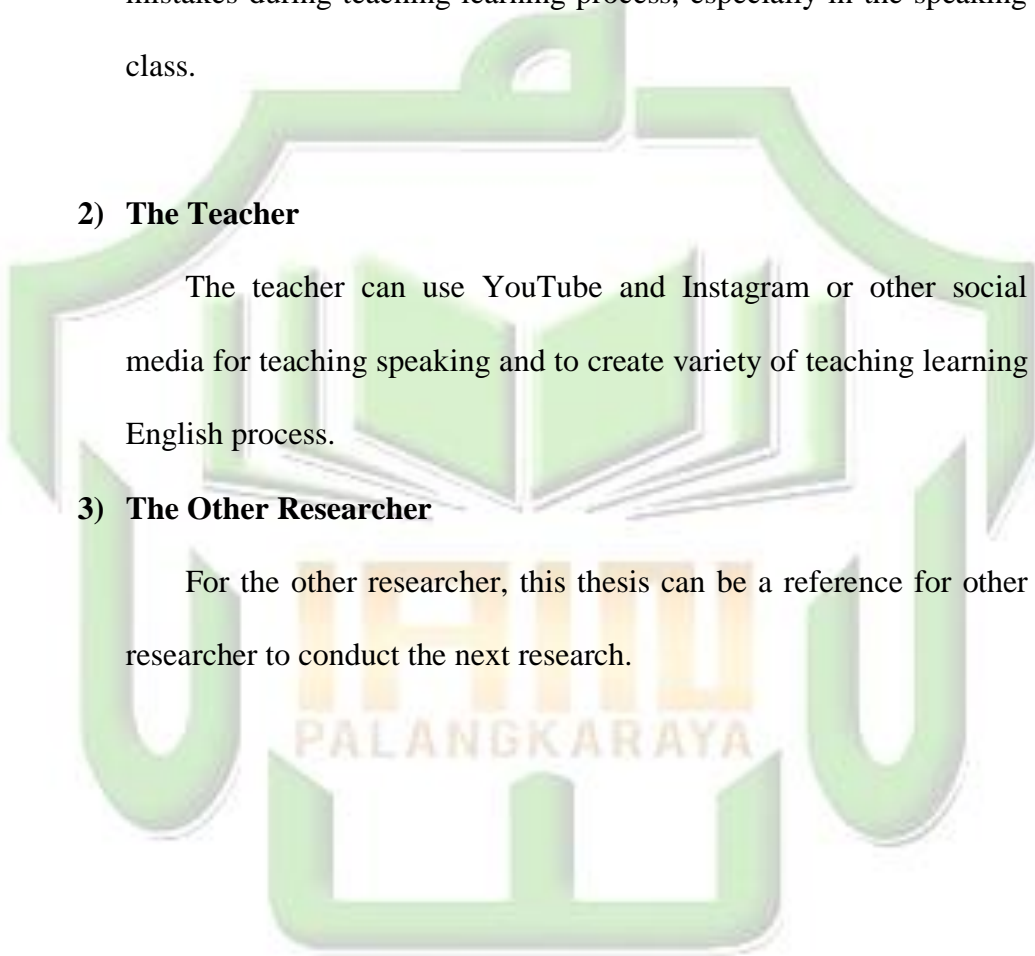 mistakes during teaching learning process, especially in the speaking
class.
2) The Teacher
The teacher can use YouTube and Instagram or other social
media for teaching speaking and to create variety of teaching learning
English process.
3) The Other Researcher
For the other researcher, this thesis can be a reference for other
researcher to conduct the next research.
IAIN
PALANGKARAYA